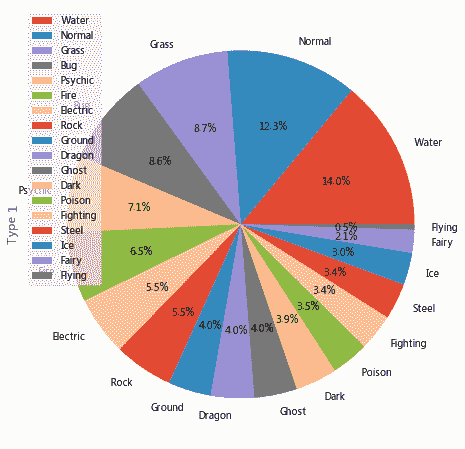 Water
Normal
Grass
Bug
Psychic
Fire
Electric
Rock
Ground
Dragon
Ghost
Dark
Poison
Fighting
Steel
Ice
Fairy
Flying
Type 1
Grass
Normal
Water
Flying
Fairy
Ice
Steel
Fighting
Poison
Dark
Ghost
Dragon
Ground
Rock
Electric
14.0%
12.3%
8.7%
8.6%
7.1%
6.5%
5.5%
5.5%
4.0%
4.0%
4.0%
3.9%
3.5%
3.4%
3.4%
3.0%
2.1%
0.5%